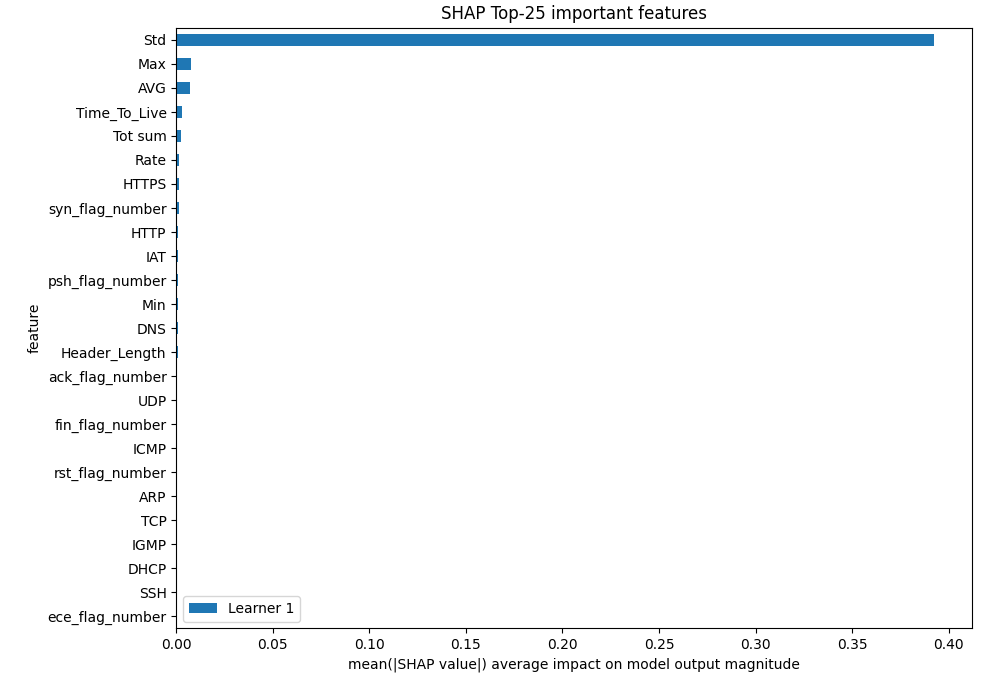 SHAP Top-25 important features
Std
Max
AVG
Time_To_Live
Tot sum
Rate
HTTPS
syn_flag_number
HTTP
IAT
psh_flag_number
Min
DNS
Header_Length
ack_flag_number
UDP
fin_flag_number
ICMP
rst_flag_number
ARP
TCP
IGMP
DHCP
SSH
ece_flag_number
feature
Learner 1
0.00 0.05 0.10 0.15 0.20 0.25 0.30 0.35 0.40
mean(|SHAP value|) average impact on model output magnitude